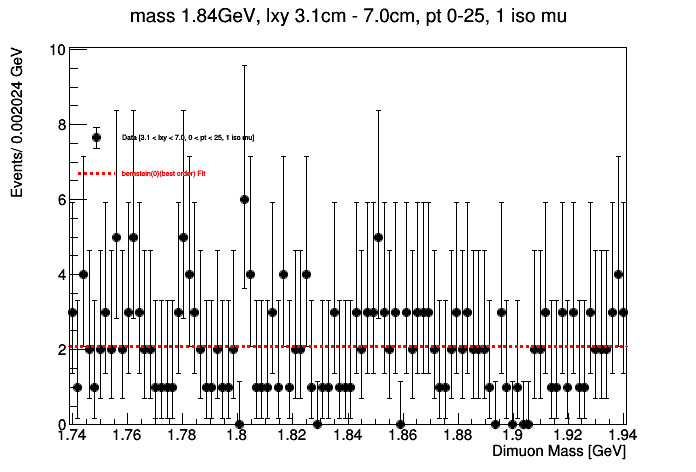 mass 1.84GeV, lxy 3.1cm - 7.0cm, pt 0-25, 1 iso mu
Events/ 0.002024 GeV
10
8
Data [3.1 < lxy < 7.0, 0 < pt < 25, 1 iso mu]
bernstein(0)(best order) Fit
6
4
2
0
1.74 1.76 1.78 1.8 1.82 1.84 1.86 1.88 1.9 1.92 1.94
Dimuon Mass [GeV]